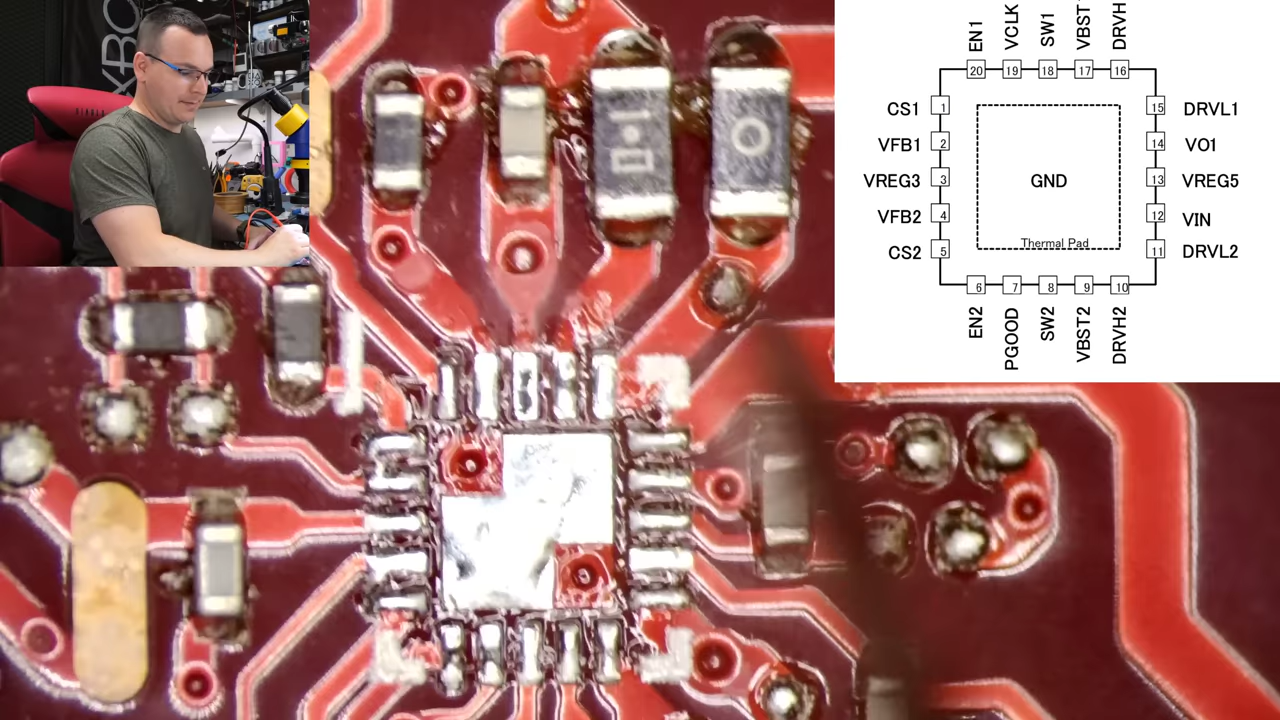 XBO
EN1
VCLK
SW1
VBST
DRVH
20 19 18 17 16
CS1 1
VFB1 2
VREG3 3
VFB2 4
CS2 5
15 DRVL1
14 VO1
13 VREG5
12 VIN
11 DRVL2
GND
Thermal Pad
6 7 8 9 10
EN2
PGOOD
SW2
VBST2
DRVH2